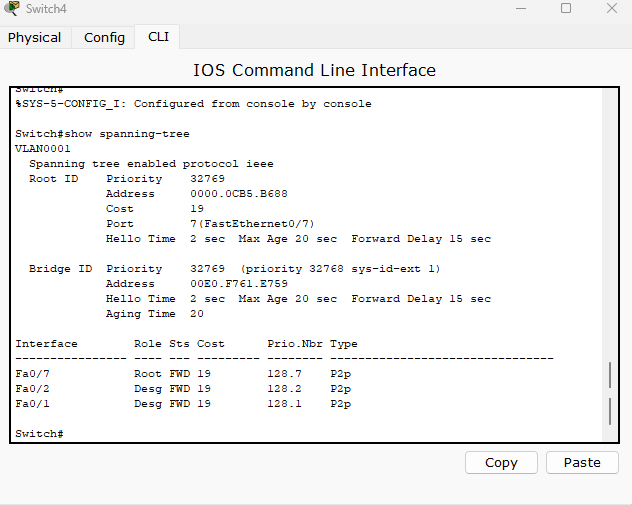 Switch4
Physical Config CLI
IOS Command Line Interface
Switch#
%SYS-5-CONFIG_I: Configured from console by console
Switch#show spanning-tree
VLAN0001
  Spanning tree enabled protocol ieee
  Root ID    Priority    32769
             Address     0000.0CB5.B688
             Cost        19
             Port        7(FastEthernet0/7)
             Hello Time  2 sec  Max Age 20 sec  Forward Delay 15 sec
  Bridge ID  Priority    32769  (priority 32768 sys-id-ext 1)
             Address     00E0.F761.E759
             Hello Time  2 sec  Max Age 20 sec  Forward Delay 15 sec
             Aging Time  20
Interface        Role Sts Cost      Prio.Nbr Type
---------------- ---- --- --------- -------- --------------------------------
Fa0/7            Root FWD 19        128.7    P2p
Fa0/2            Desg FWD 19        128.2    P2p
Fa0/1            Desg FWD 19        128.1    P2p
Switch#
Copy Paste